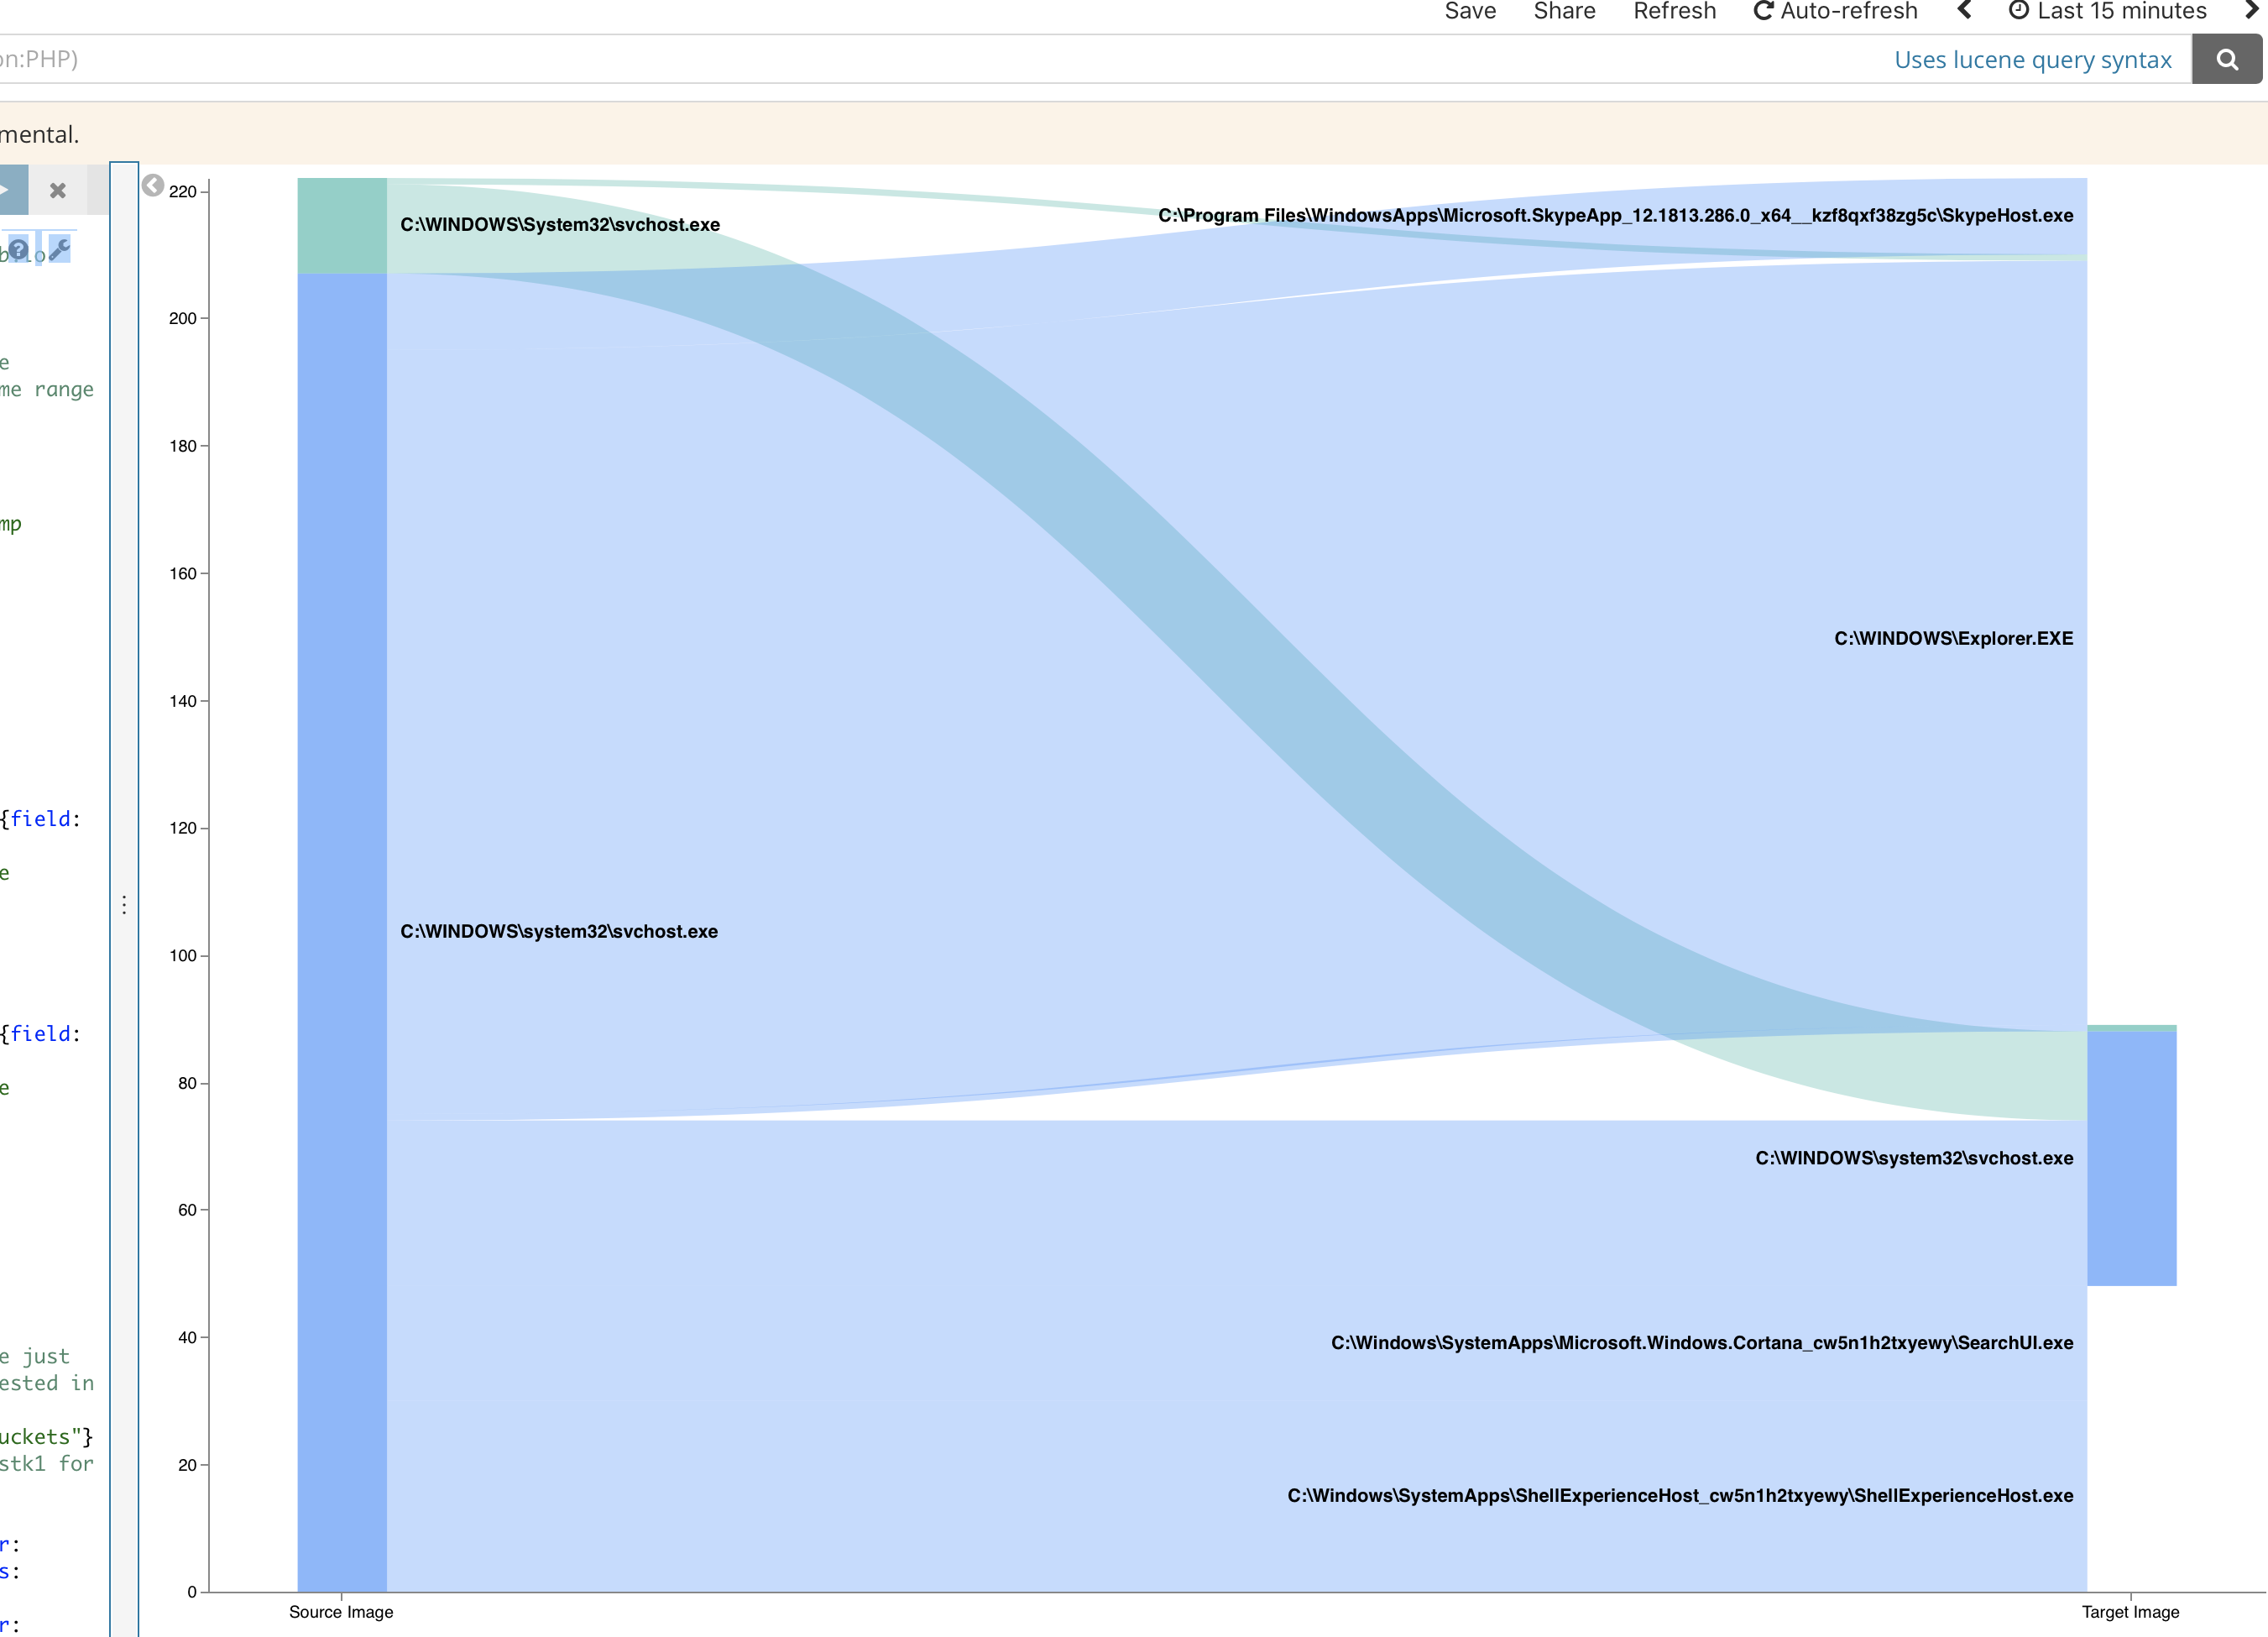 Save Share Refresh Auto-refresh Last 15 minutes
on:PHP)
Uses lucene query syntax
mental.
e
me range
mp
{field:
e
{field:
e
e just
ested in
uckets"}
stk1 for
r:
s:
r:
220
200
180
160
140
120
100
80
60
40
20
0
C:\WINDOWS\System32\svchost.exe
C:\WINDOWS\system32\svchost.exe
C:\Program Files\WindowsApps\Microsoft.SkypeApp_12.1813.286.0_x64__kzf8qxf38zg5c\SkypeHost.exe
C:\WINDOWS\Explorer.EXE
C:\WINDOWS\system32\svchost.exe
C:\Windows\SystemApps\Microsoft.Windows.Cortana_cw5n1h2txyewy\SearchUI.exe
C:\Windows\SystemApps\ShellExperienceHost_cw5n1h2txyewy\ShellExperienceHost.exe
Source Image
Target Image